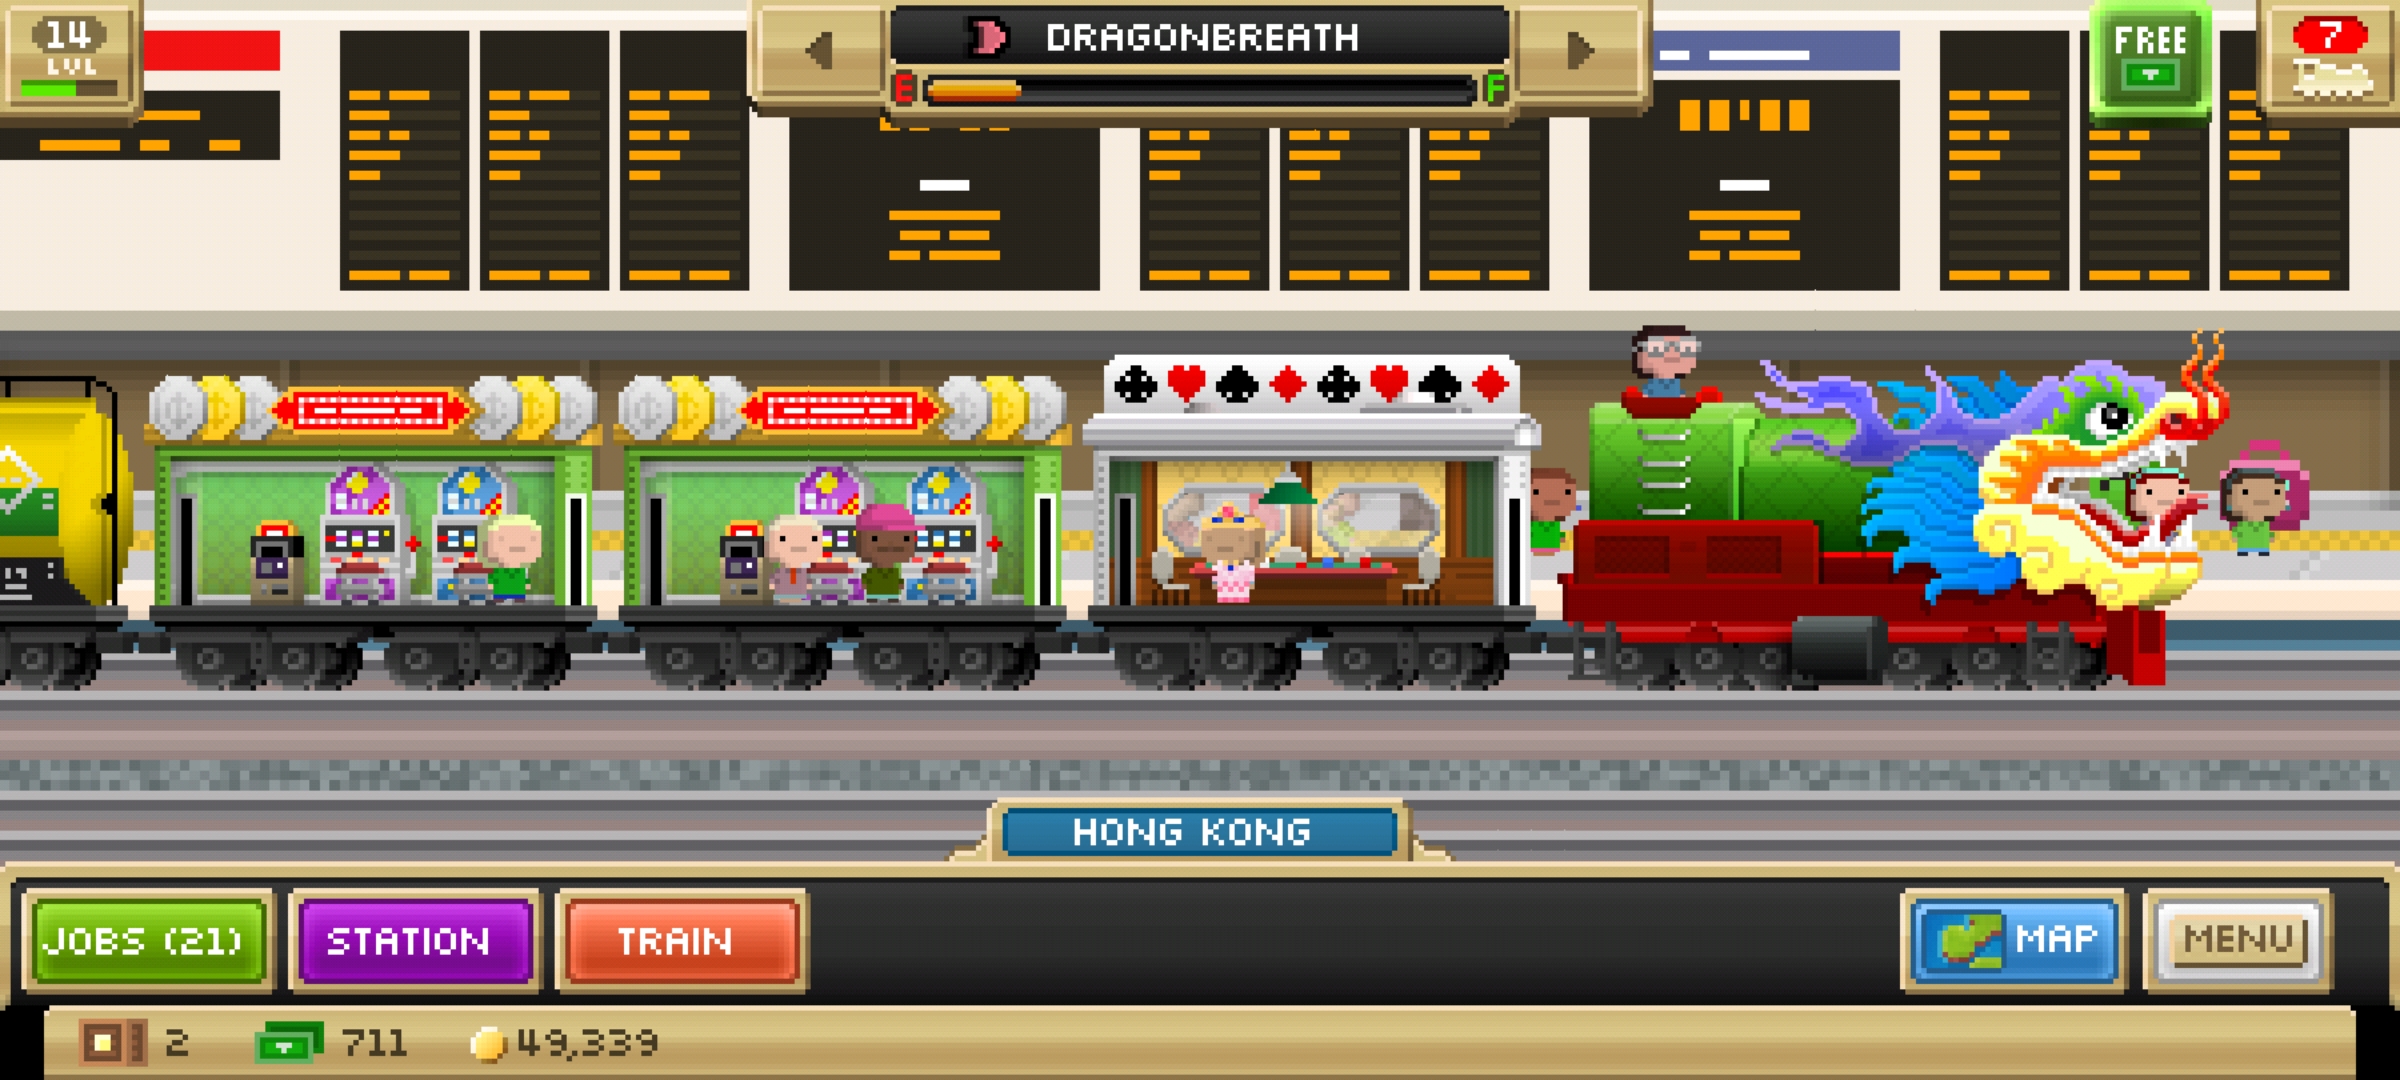 14
LVL
DRAGONBREATH
E F
FREE
7
HONG KONG
JOBS (21)
STATION
TRAIN
MAP
MENU
2
711
49,339